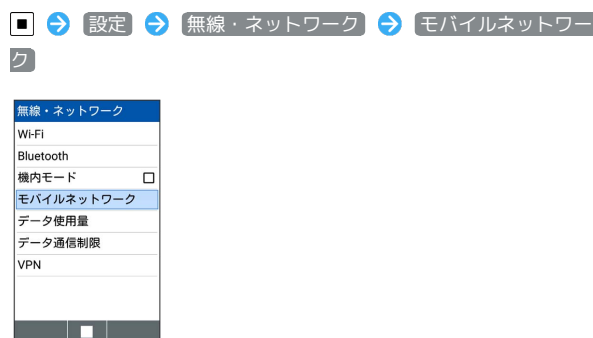 設定 無線・ネットワーク モバイルネットワー
ク
無線・ネットワーク
Wi-Fi
Bluetooth
機内モード
モバイルネットワーク
データ使用量
データ通信制限
VPN